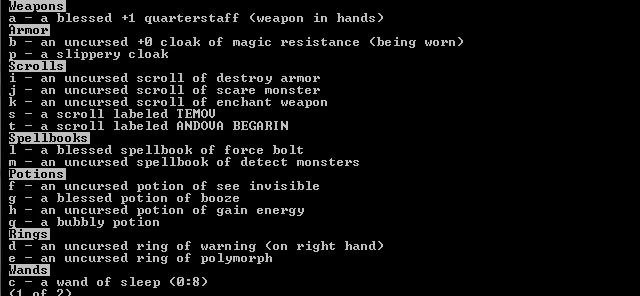 Weapons
a - a blessed +1 quarterstaff (weapon in hands)
Armor
b - an uncursed +0 cloak of magic resistance (being worn)
p - a slippery cloak
Scrolls
i - an uncursed scroll of destroy armor
j - an uncursed scroll of scare monster
k - an uncursed scroll of enchant weapon
s - a scroll labeled TEMOV
t - a scroll labeled ANDOVA BEGARIN
Spellbooks
l - a blessed spellbook of force bolt
m - an uncursed spellbook of detect monsters
Potions
f - an uncursed potion of see invisible
g - a blessed potion of booze
h - an uncursed potion of gain energy
q - a bubbly potion
Rings
d - an uncursed ring of warning (on right hand)
e - an uncursed ring of polymorph
Wands
c - a wand of sleep (0:8)
(1 of 2)